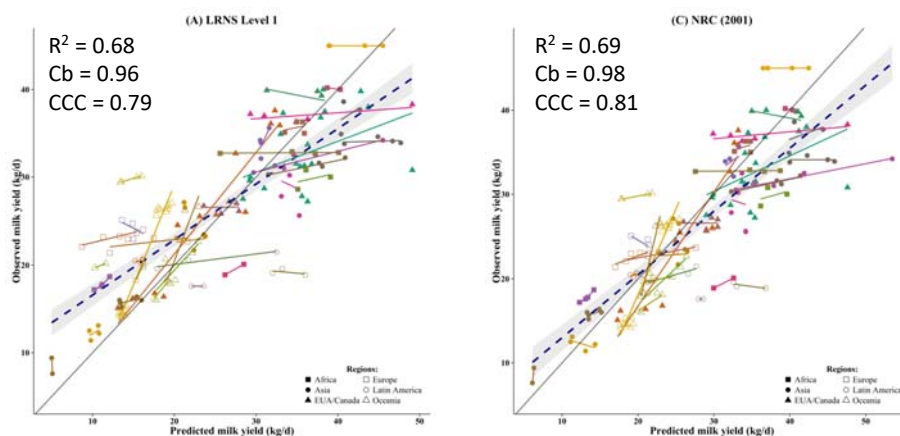 (A) LRNS Level 1
R² = 0.68
Cb = 0.96
CCC = 0.79
Observed milk yield (kg/d)
40
30
20
10
Regions:
Africa
Europe
Asia
Latin America
EUA/Canada
Oceania
10
20
30
40
50
Predicted milk yield (kg/d)
(C) NRC (2001)
R² = 0.69
Cb = 0.98
CCC = 0.81
Observed milk yield (kg/d)
40
30
20
10
Regions:
Africa
Europe
Asia
Latin America
EUA/Canada
Oceania
10
20
30
40
50
Predicted milk yield (kg/d)